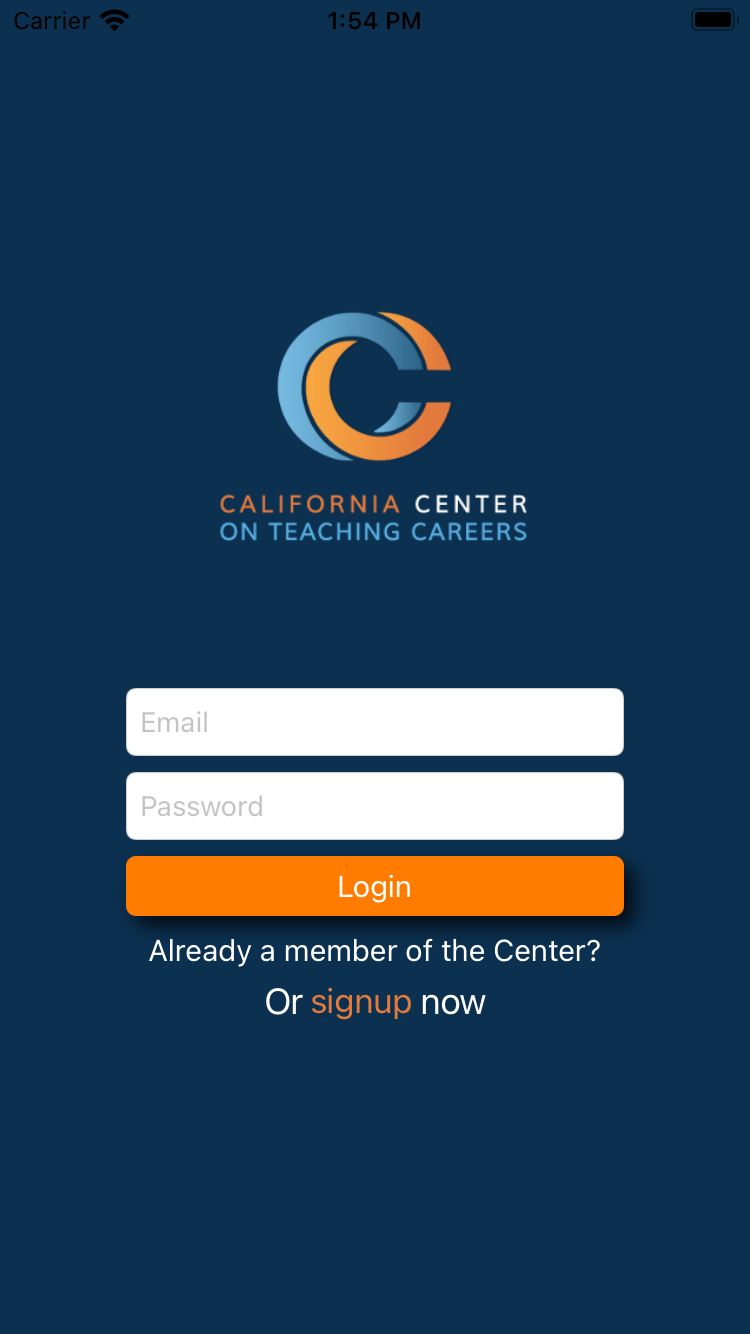 Carrier 1:54 PM
CALIFORNIA CENTER
ON TEACHING CAREERS
Email
Password
Login
Already a member of the Center?
Or signup now